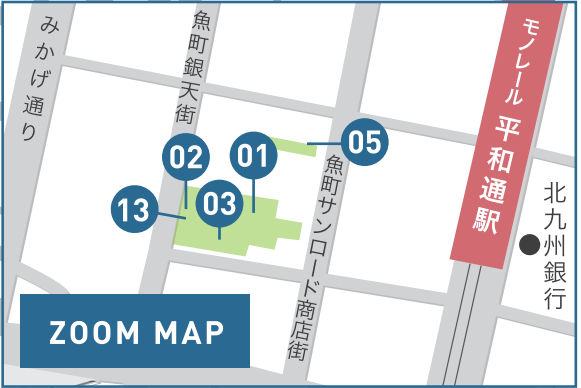 みかげ通り
魚町銀天街
モノレール 平和通駅
05
01
02
魚町サンロード商店街
03
13
北九州銀行
ZOOM MAP